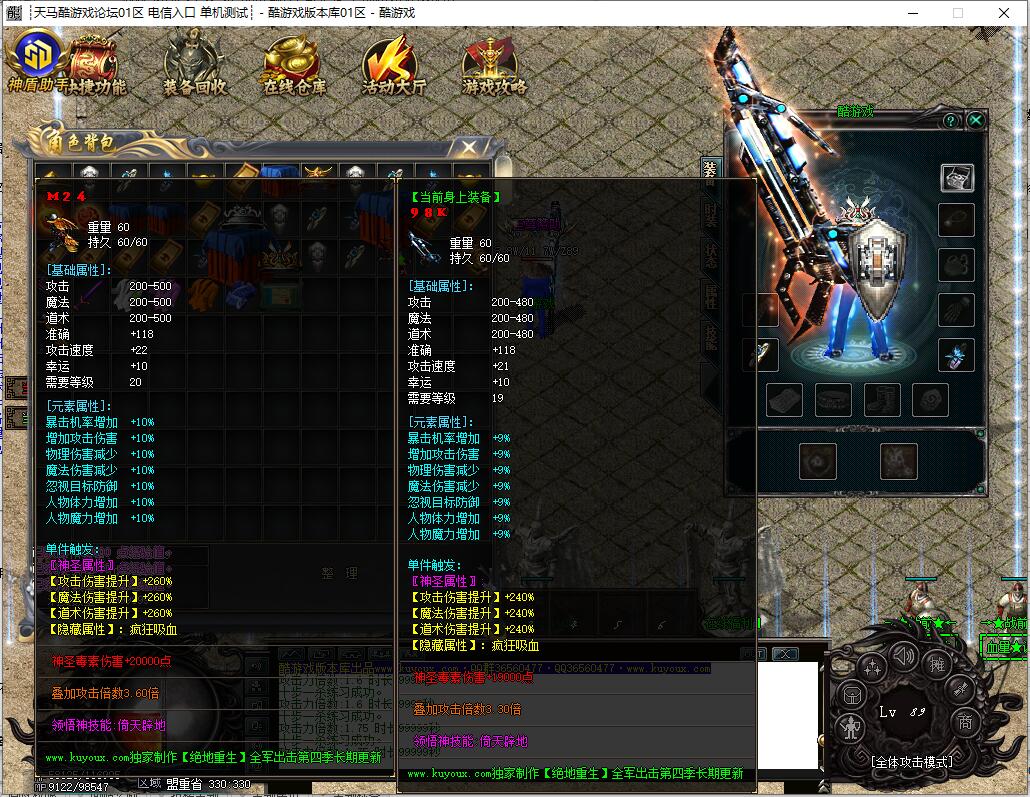 天马酷游戏论坛01区 电信入口 单机测试 - 酷游戏版本库01区 - 酷游戏
神盾助手
快捷功能
装备回收
在线仓库
活动大厅
游戏攻略
角色背包
酷游戏
M24
重量 60
持久 60/60
[基础属性]:
攻击 200-500
魔法 200-500
道术 200-500
准确 +118
攻击速度 +22
幸运 +10
需要等级 20
[元素属性]:
暴击机率增加 +10%
增加攻击伤害 +10%
物理伤害减少 +10%
魔法伤害减少 +10%
忽视目标防御 +10%
人物体力增加 +10%
人物魔力增加 +10%
单件触发:
『神圣属性』
【攻击伤害提升】+260%
【魔法伤害提升】+260%
【道术伤害提升】+260%
【隐藏属性】: 疯狂吸血
神圣毒素伤害+20000点
叠加攻击倍数3.60倍
领悟神技能:倚天辟地
www.kuyoux.com独家制作【绝地重生】全军出击第四季长期更新
【当前身上装备】
98K
重量 60
持久 60/60
[基础属性]:
攻击 200-480
魔法 200-480
道术 200-480
准确 +118
攻击速度 +21
幸运 +10
需要等级 19
[元素属性]:
暴击机率增加 +9%
增加攻击伤害 +9%
物理伤害减少 +9%
魔法伤害减少 +9%
忽视目标防御 +9%
人物体力增加 +9%
人物魔力增加 +9%
单件触发:
『神圣属性』:
【攻击伤害提升】+240%
【魔法伤害提升】+240%
【道术伤害提升】+240%
【隐藏属性】: 疯狂吸血
神圣毒素伤害+19000点
叠加攻击倍数3.30倍
领悟神技能:倚天辟地
www.kuyoux.com独家制作【绝地重生】全军出击第四季长期更新
装备
时装
状态
属性
技能
整 理
摊
商
Lv 89
[全体攻击模式]
MP 9122/98547
区域 盟重省 330:330